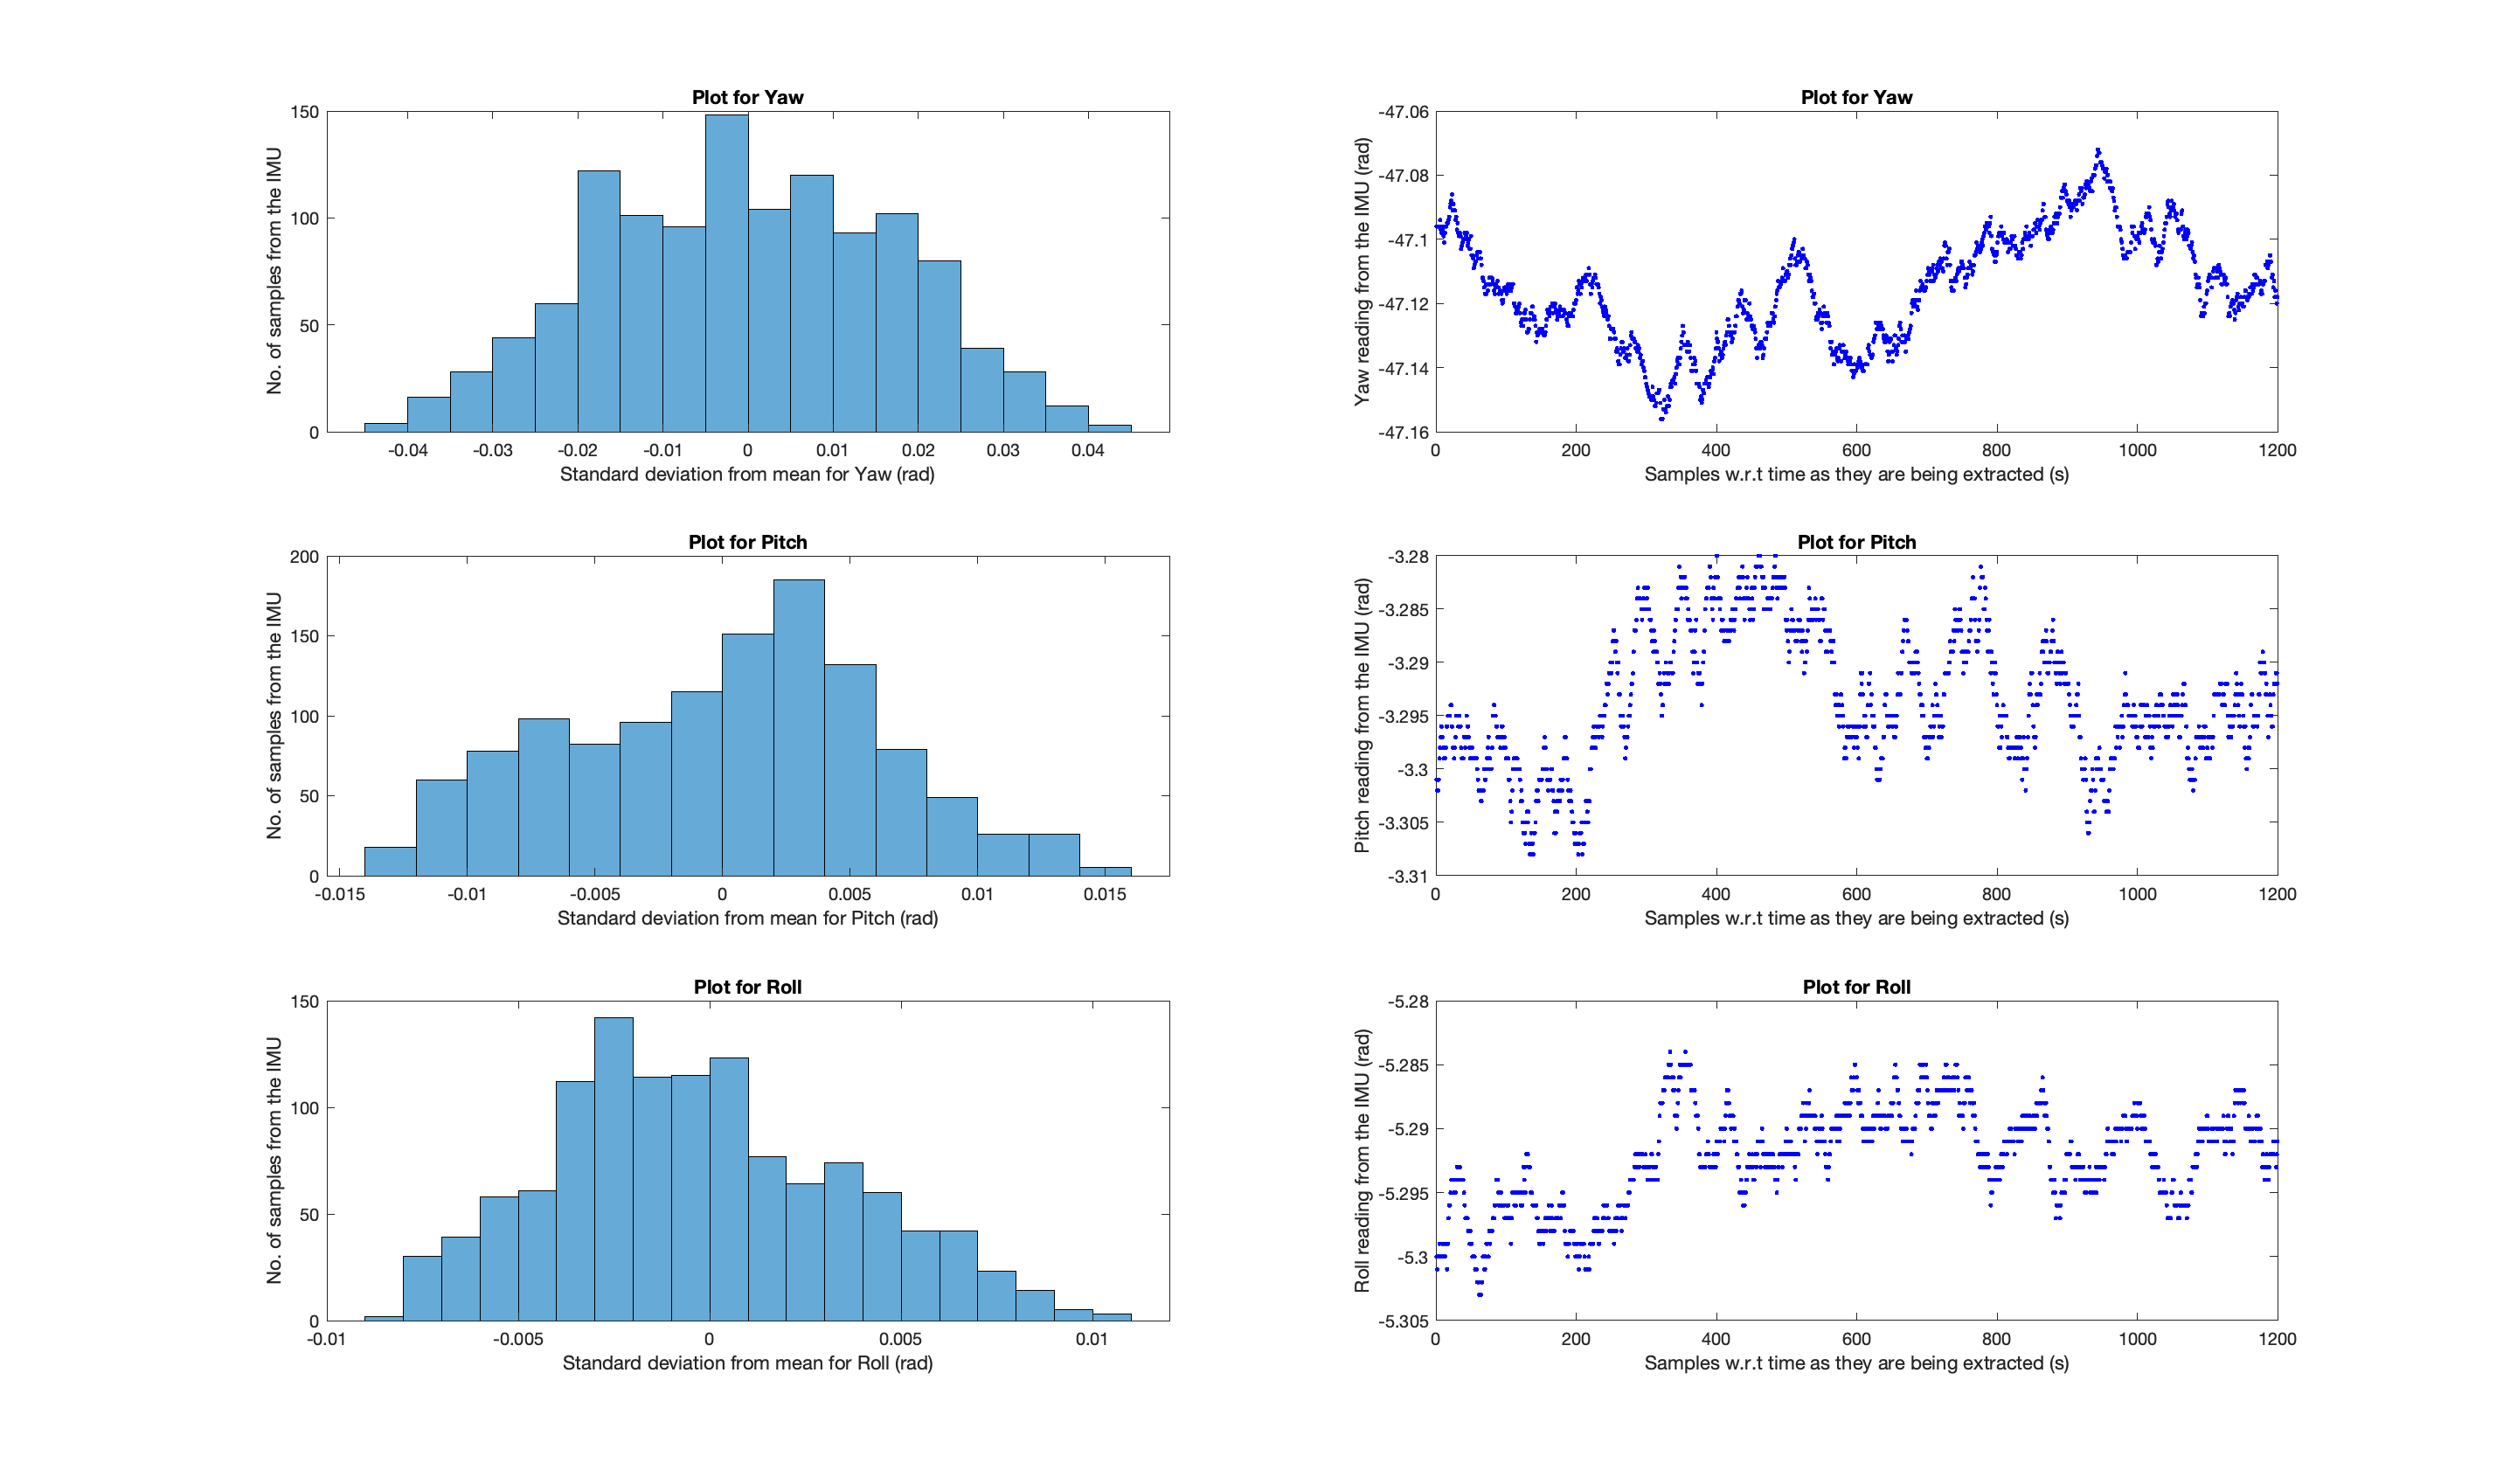 Plot for Yaw
No. of samples from the IMU
150
100
50
0
-0.04 -0.03 -0.02 -0.01 0 0.01 0.02 0.03 0.04
Standard deviation from mean for Yaw (rad)
Plot for Yaw
Yaw reading from the IMU (rad)
-47.06
-47.08
-47.1
-47.12
-47.14
-47.16
0 200 400 600 800 1000 1200
Samples w.r.t time as they are being extracted (s)
Plot for Pitch
No. of samples from the IMU
200
150
100
50
0
-0.015 -0.01 -0.005 0 0.005 0.01 0.015
Standard deviation from mean for Pitch (rad)
Plot for Pitch
Pitch reading from the IMU (rad)
-3.28
-3.285
-3.29
-3.295
-3.3
-3.305
-3.31
0 200 400 600 800 1000 1200
Samples w.r.t time as they are being extracted (s)
Plot for Roll
No. of samples from the IMU
150
100
50
0
-0.01 -0.005 0 0.005 0.01
Standard deviation from mean for Roll (rad)
Plot for Roll
Roll reading from the IMU (rad)
-5.28
-5.285
-5.29
-5.295
-5.3
-5.305
0 200 400 600 800 1000 1200
Samples w.r.t time as they are being extracted (s)